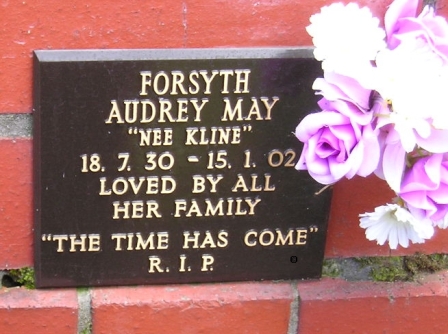 FORSYTH
AUDREY MAY
"NEE KLINE"
18. 7. 30 - 15. 1. 02
LOVED BY ALL
HER FAMILY
"THE TIME HAS COME"
R. I. P.